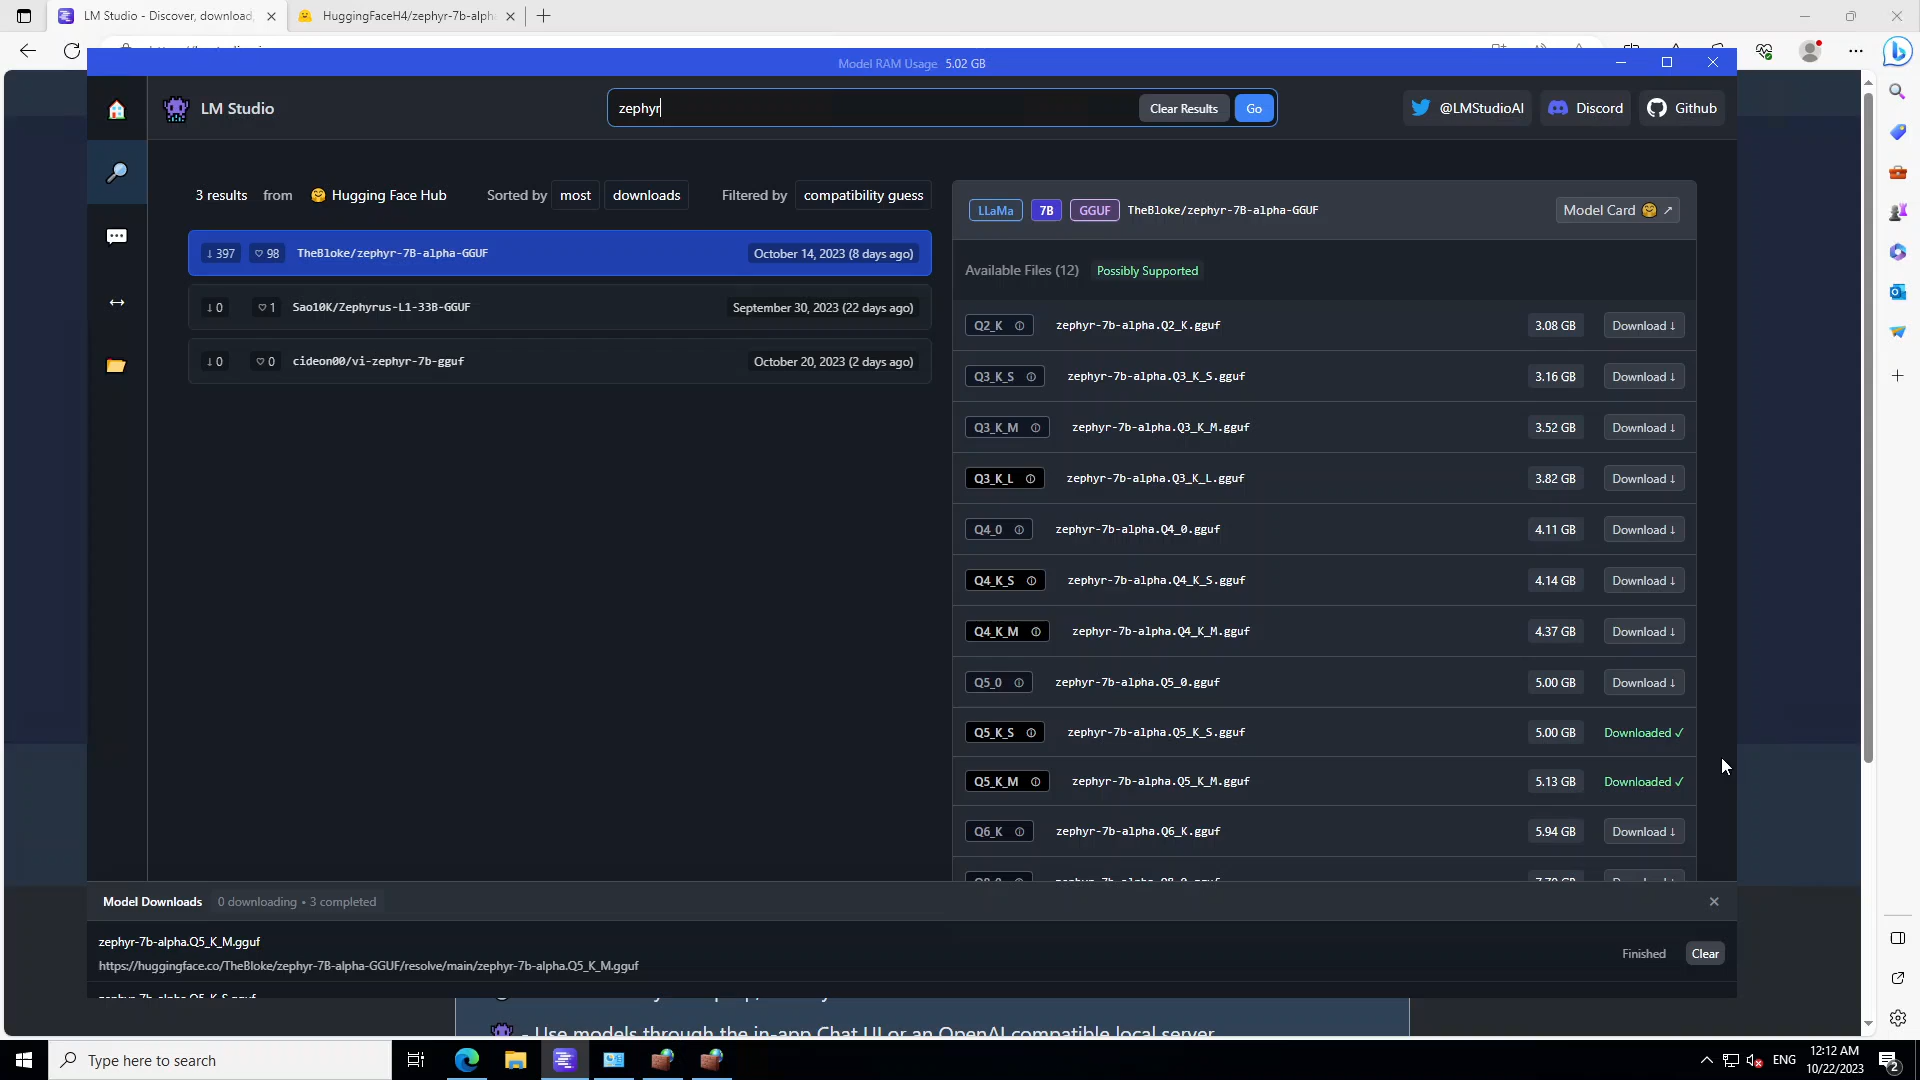 LM Studio - Discover, download,
HuggingFaceH4/zephyr-7b-alph
Model RAM Usage 5.02 GB
LM Studio
zephyr
Clear Results
Go
@LMStudioAI
Discord
Github
3 results from 🤗 Hugging Face Hub
Sorted by most downloads
Filtered by compatibility guess
↓ 397 ♡ 98 TheBloke/zephyr-7B-alpha-GGUF October 14, 2023 (8 days ago)
↓ 0 ♡ 1 Sao10K/Zephyrus-L1-33B-GGUF September 30, 2023 (22 days ago)
↓ 0 ♡ 0 cideon00/vi-zephyr-7b-gguf October 20, 2023 (2 days ago)
LLaMa 7B GGUF TheBloke/zephyr-7B-alpha-GGUF Model Card 🤗 ↗
Available Files (12) Possibly Supported
Q2_K zephyr-7b-alpha.Q2_K.gguf 3.08 GB Download ↓
Q3_K_S zephyr-7b-alpha.Q3_K_S.gguf 3.16 GB Download ↓
Q3_K_M zephyr-7b-alpha.Q3_K_M.gguf 3.52 GB Download ↓
Q3_K_L zephyr-7b-alpha.Q3_K_L.gguf 3.82 GB Download ↓
Q4_0 zephyr-7b-alpha.Q4_0.gguf 4.11 GB Download ↓
Q4_K_S zephyr-7b-alpha.Q4_K_S.gguf 4.14 GB Download ↓
Q4_K_M zephyr-7b-alpha.Q4_K_M.gguf 4.37 GB Download ↓
Q5_0 zephyr-7b-alpha.Q5_0.gguf 5.00 GB Download ↓
Q5_K_S zephyr-7b-alpha.Q5_K_S.gguf 5.00 GB Downloaded ✓
Q5_K_M zephyr-7b-alpha.Q5_K_M.gguf 5.13 GB Downloaded ✓
Q6_K zephyr-7b-alpha.Q6_K.gguf 5.94 GB Download ↓
Model Downloads 0 downloading • 3 completed
zephyr-7b-alpha.Q5_K_M.gguf
https://huggingface.co/TheBloke/zephyr-7B-alpha-GGUF/resolve/main/zephyr-7b-alpha.Q5_K_M.gguf
Finished
Clear
- Use models through the in-app Chat UI or an OpenAI compatible local server
Type here to search
ENG
12:12 AM
10/22/2023
2